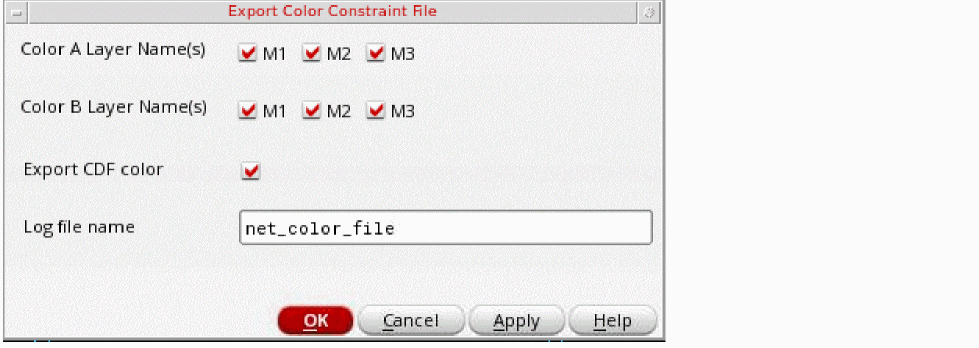 Export Color Constraint File
Color A Layer Name(s) M1 M2 M3
Color B Layer Name(s) M1 M2 M3
Export CDF color
Log file name net_color_file
OK Cancel Apply Help